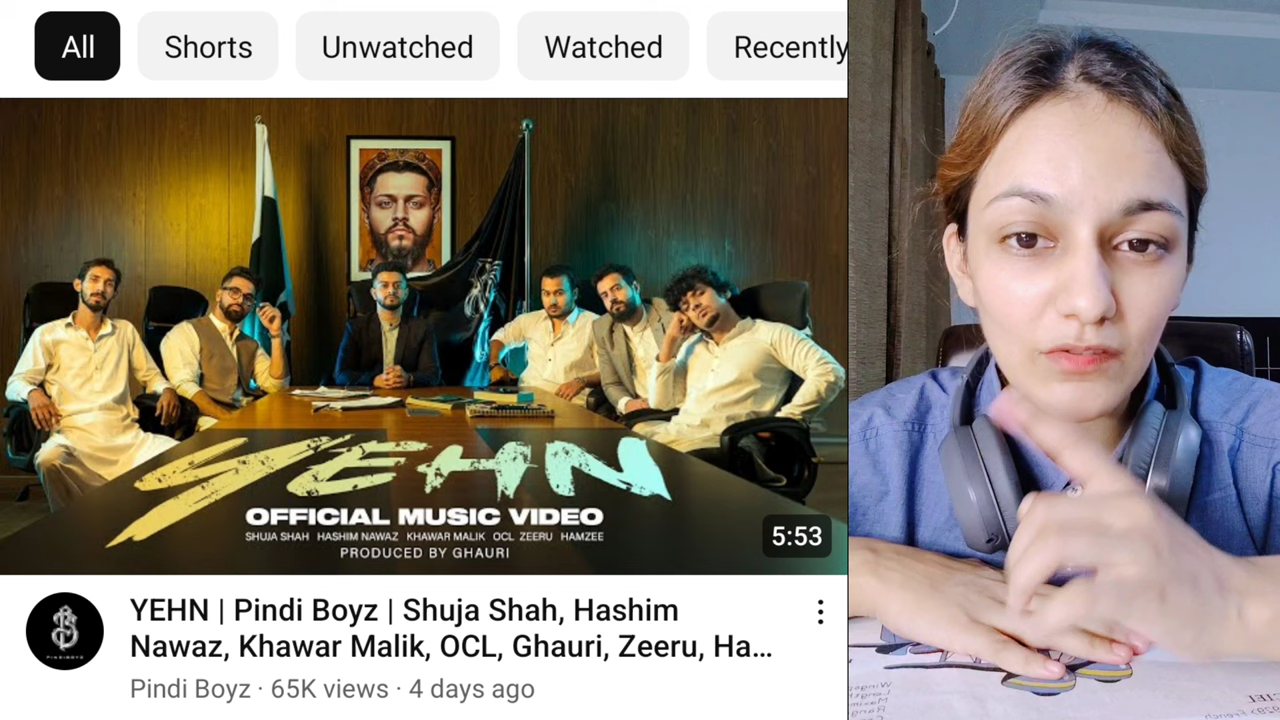 All
Shorts
Unwatched
Watched
Recently
YEHN
OFFICIAL MUSIC VIDEO
SHUJA SHAH HASHIM NAWAZ KHAWAR MALIK OCL ZEERU HAMZEE
PRODUCED BY GHAURI
5:53
PINDIBOYZ
YEHN | Pindi Boyz | Shuja Shah, Hashim
Nawaz, Khawar Malik, OCL, Ghauri, Zeeru, Ha...
Pindi Boyz · 65K views · 4 days ago